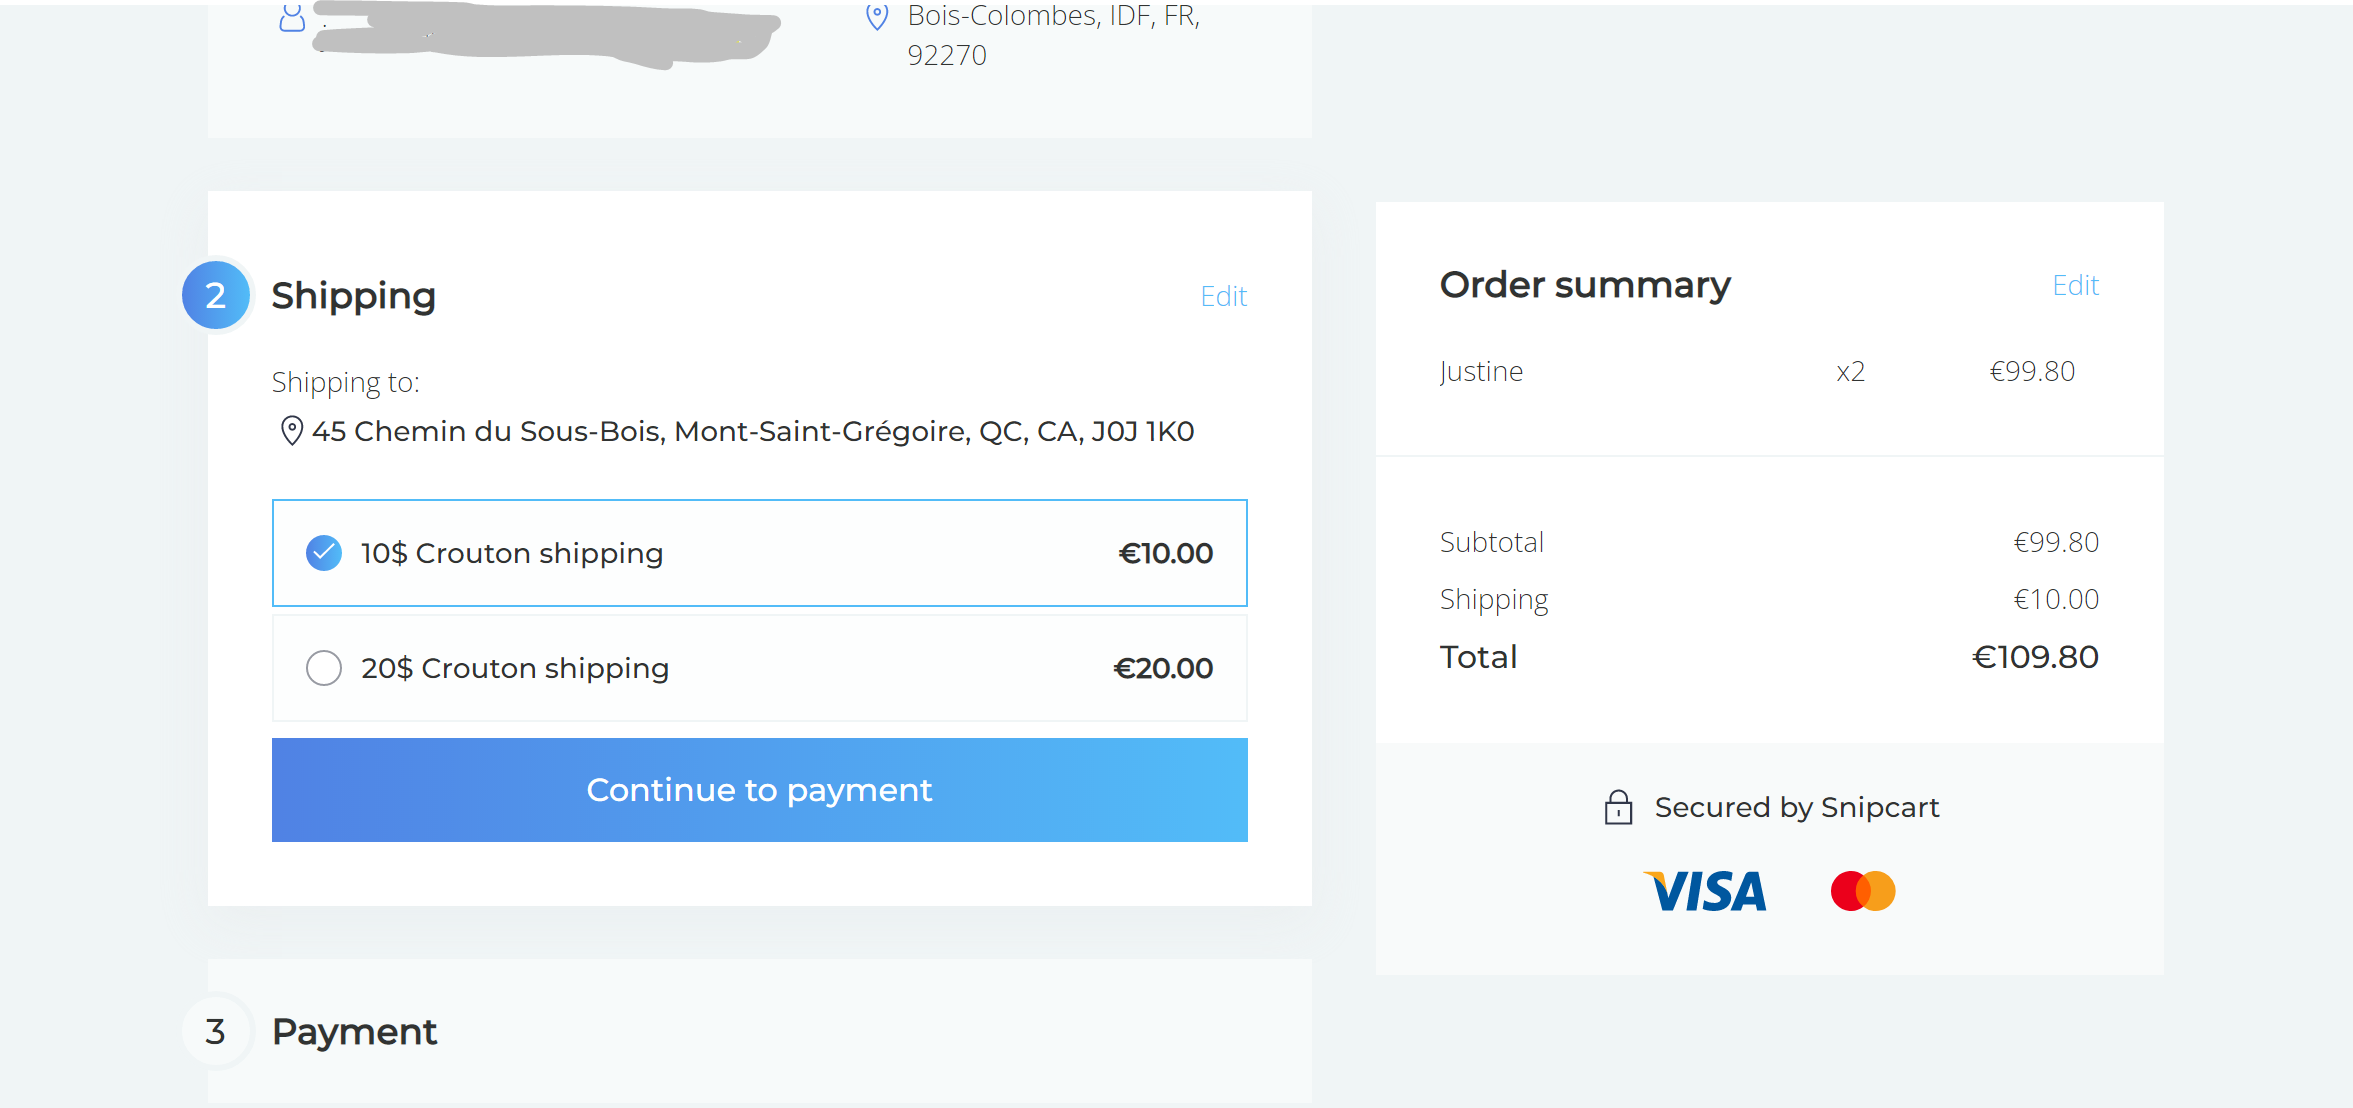 Bois-Colombes, IDF, FR,
92270
2 Shipping Edit
Shipping to:
45 Chemin du Sous-Bois, Mont-Saint-Grégoire, QC, CA, J0J 1K0
10$ Crouton shipping €10.00
20$ Crouton shipping €20.00
Continue to payment
3 Payment
Order summary Edit
Justine x2 €99.80
Subtotal €99.80
Shipping €10.00
Total €109.80
Secured by Snipcart
VISA